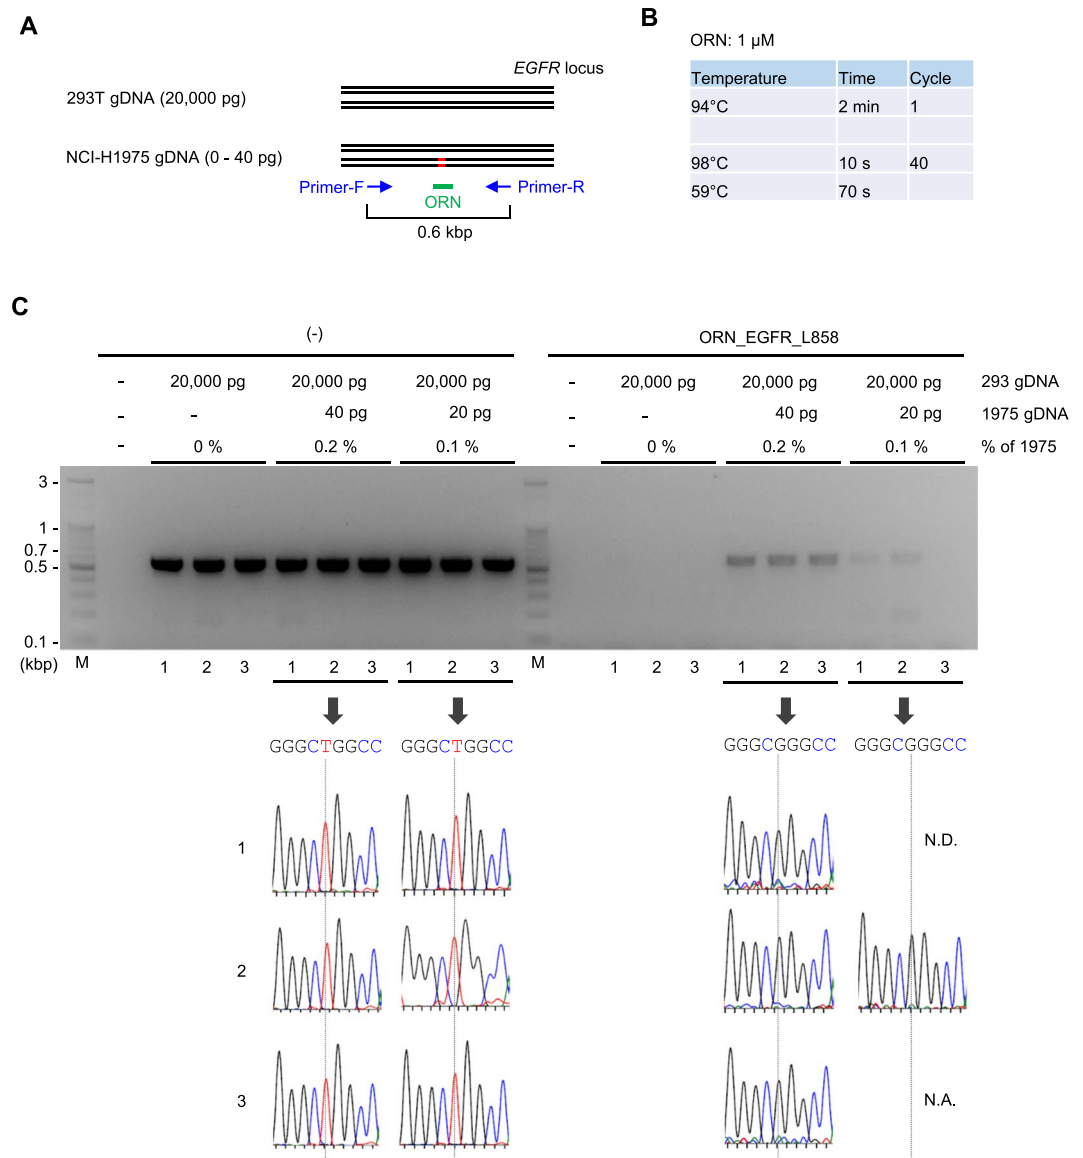 A
EGFR locus
293T gDNA (20,000 pg)
NCI-H1975 gDNA (0 - 40 pg)
Primer-F
Primer-R
ORN
0.6 kbp
B
ORN: 1 µM
Temperature Time Cycle
94°C 2 min 1
98°C 10 s 40
59°C 70 s
C
(-) ORN_EGFR_L858
- 20,000 pg 20,000 pg 20,000 pg - 20,000 pg 20,000 pg 20,000 pg 293 gDNA
- - 40 pg 20 pg - - 40 pg 20 pg 1975 gDNA
- 0 % 0.2 % 0.1 % - 0 % 0.2 % 0.1 % % of 1975
3 -
1 -
0.7 -
0.5 -
0.1 -
(kbp) M 1 2 3 1 2 3 1 2 3 M 1 2 3 1 2 3 1 2 3
GGGCTGGCC GGGCTGGCC GGGCGGGCC GGGCGGGCC
1 N.D.
2
3 N.A.